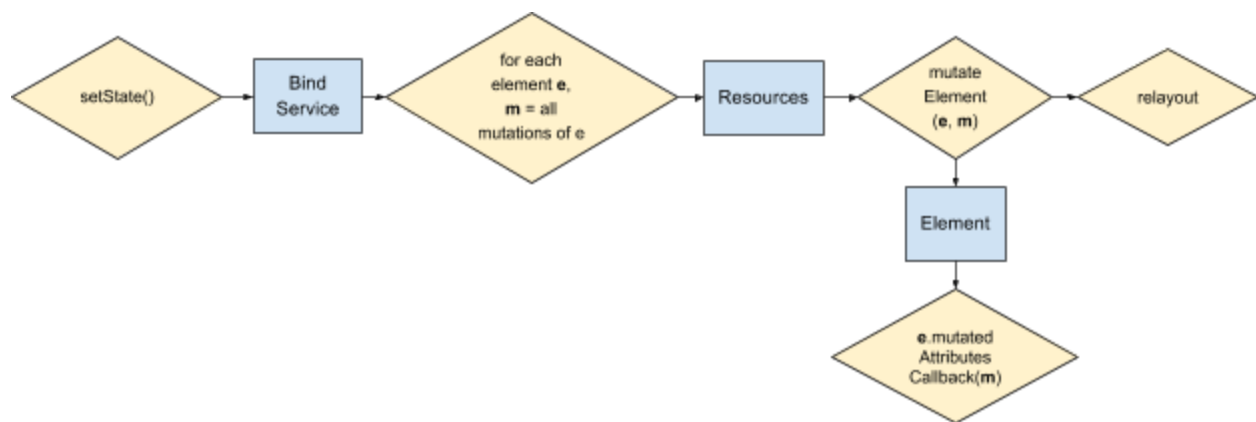 setState()
Bind
Service
for each
element e,
m = all
mutations of e
Resources
mutate
Element
(e, m)
relayout
Element
e.mutated
Attributes
Callback(m)